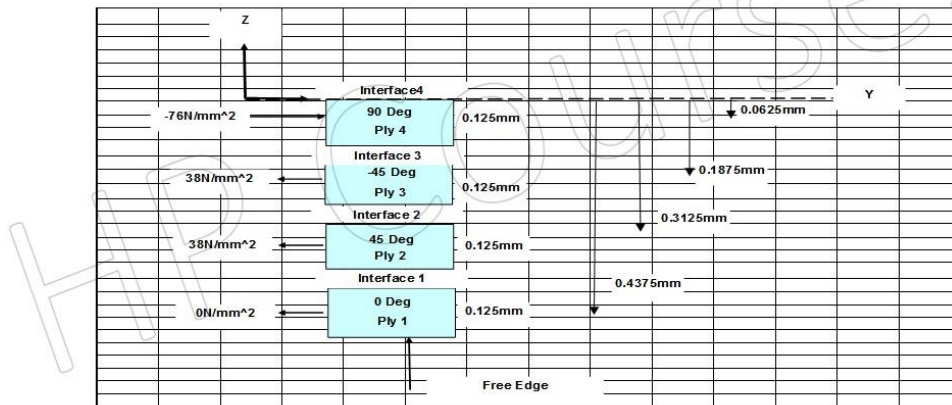 Z
Interface4
Y
-76N/mm^2
90 Deg
Ply 4
0.125mm
0.0625mm
Interface 3
38N/mm^2
-45 Deg
Ply 3
0.125mm
0.1875mm
Interface 2
0.3125mm
38N/mm^2
45 Deg
Ply 2
0.125mm
Interface 1
0.4375mm
0N/mm^2
0 Deg
Ply 1
0.125mm
Free Edge
HP Course